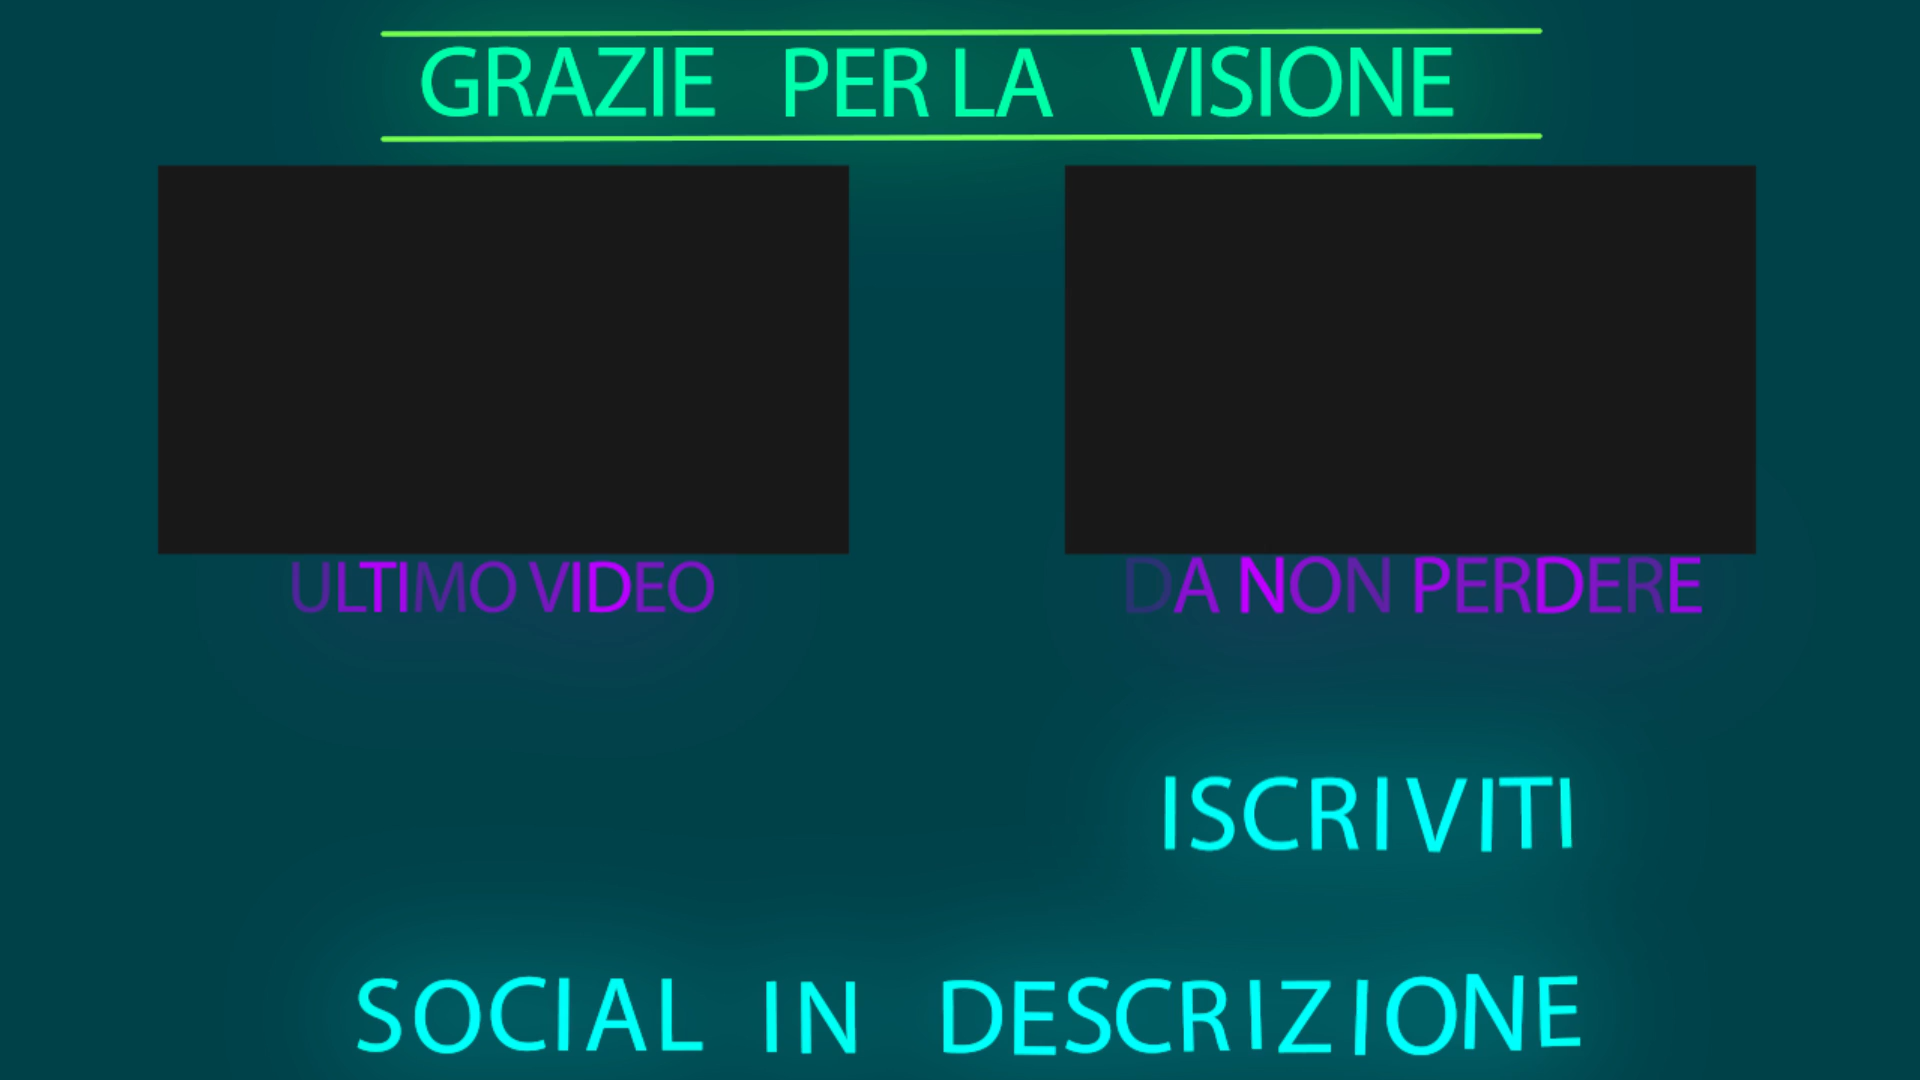 GRAZIE PER LA VISIONE
ULTIMO VIDEO
DA NON PERDERE
ISCRIVITI
SOCIAL IN DESCRIZIONE